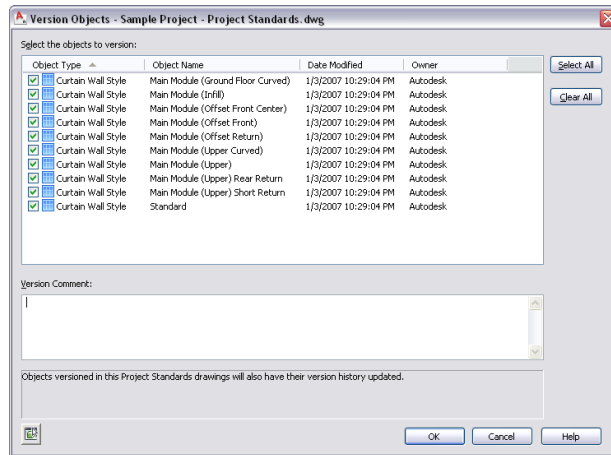 Version Objects - Sample Project - Project Standards.dwg
Select the objects to version:
Object Type Object Name Date Modified Owner
Curtain Wall Style Main Module (Ground Floor Curved) 1/3/2007 10:29:04 PM Autodesk
Curtain Wall Style Main Module (Infill) 1/3/2007 10:29:04 PM Autodesk
Curtain Wall Style Main Module (Offset Front Center) 1/3/2007 10:29:04 PM Autodesk
Curtain Wall Style Main Module (Offset Front) 1/3/2007 10:29:04 PM Autodesk
Curtain Wall Style Main Module (Offset Return) 1/3/2007 10:29:04 PM Autodesk
Curtain Wall Style Main Module (Upper Curved) 1/3/2007 10:29:04 PM Autodesk
Curtain Wall Style Main Module (Upper) 1/3/2007 10:29:04 PM Autodesk
Curtain Wall Style Main Module (Upper) Rear Return 1/3/2007 10:29:04 PM Autodesk
Curtain Wall Style Main Module (Upper) Short Return 1/3/2007 10:29:04 PM Autodesk
Curtain Wall Style Standard 1/3/2007 10:29:04 PM Autodesk
Select All
Clear All
Version Comment:
Objects versioned in this Project Standards drawings will also have their version history updated.
OK Cancel Help